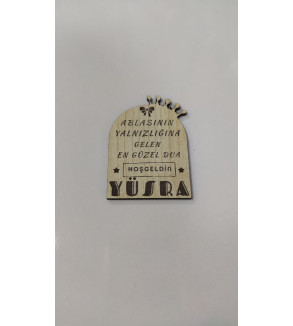 ABLASININ
YALNIZLIĞINA
GELEN
EN GÜZEL DUA
HOŞGELDİN
YÜSRA